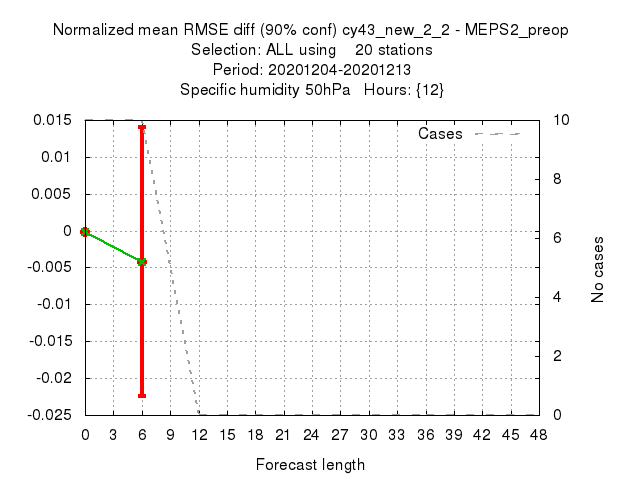 Normalized mean RMSE diff (90% conf) cy43_new_2_2 - MEPS2_preop
Selection: ALL using    20 stations
Period: 20201204-20201213
Specific humidity 50hPa   Hours: {12}
Cases
0.015
0.01
0.005
0
-0.005
-0.01
-0.015
-0.02
-0.025
10
8
6
4
2
0
No cases
0 3 6 9 12 15 18 21 24 27 30 33 36 39 42 45 48
Forecast length